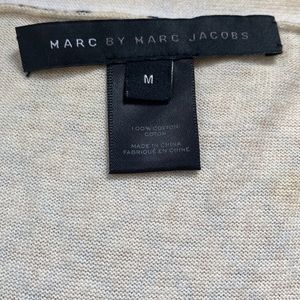 MARC BY MARC JACOBS
M
100% COTTON
COTON
MADE IN CHINA
FABRIQUÉ EN CHINE